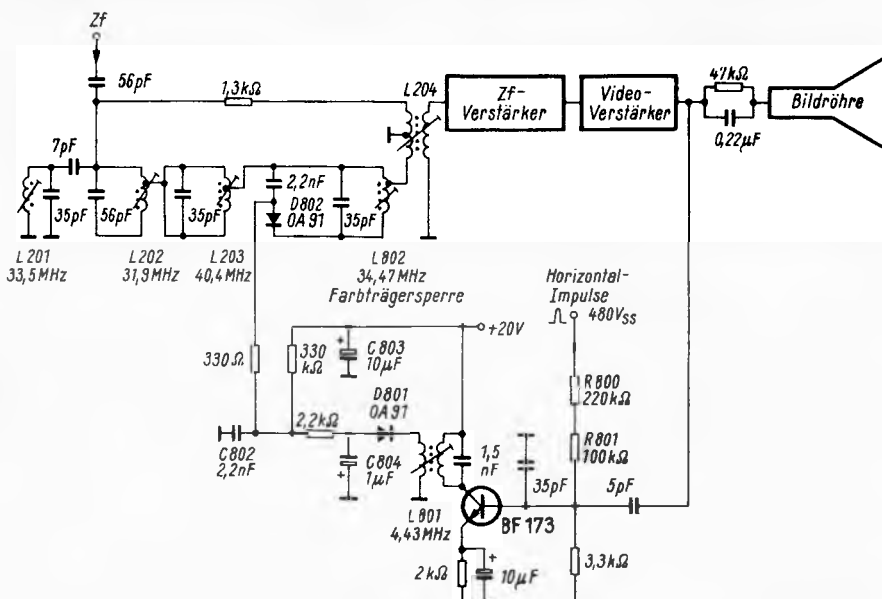 Zf
56pF
1,3kΩ
L204
Zf-
Verstärker
Video-
Verstärker
47kΩ
0,22µF
Bildröhre
7pF
35pF
56pF
35pF
2,2nF
D802
OA91
35pF
L201
33,5MHz
L202
31,9MHz
L203
40,4MHz
L802
34,47MHz
Farbträgersperre
Horizontal-
Impulse
480Vss
+20V
330Ω
330
kΩ
+
C803
10µF
R800
220kΩ
D801
OA91
2,2kΩ
C802
2,2nF
+
C804
1µF
1,5
nF
35pF
R801
100kΩ
5pF
L801
4,43MHz
BF173
2kΩ
+
10µF
3,3kΩ